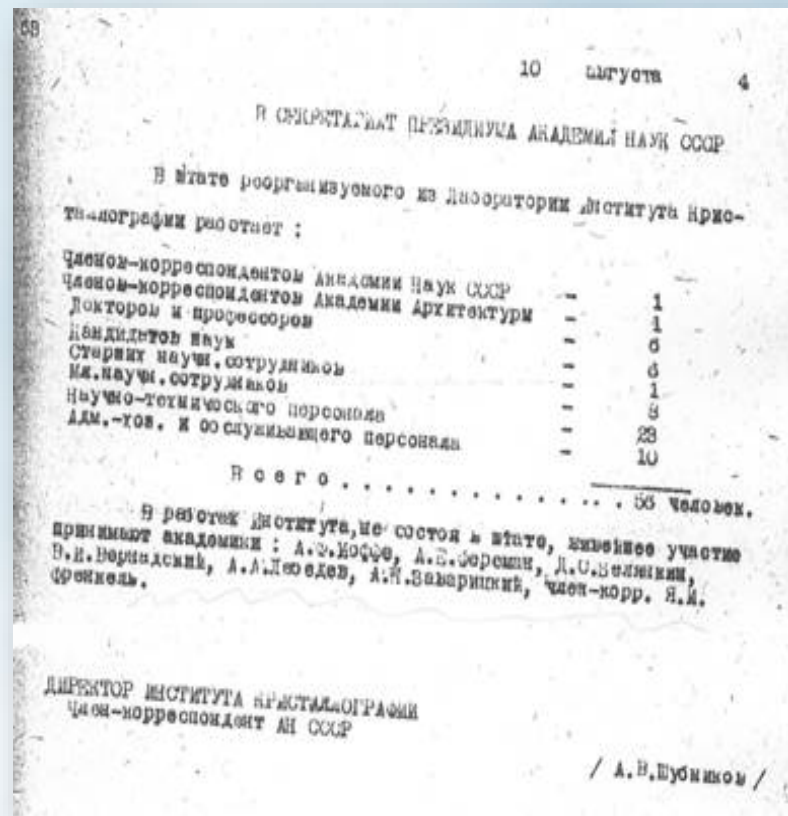 58
10 августа 4
В СЕКРЕТАРИАТ ПРЕЗИДИУМА АКАДЕМИИ НАУК СССР
В штате реорганизуемого из Лаборатории Института Крис-
таллографии работает :
Членов-корреспондентов Академии Наук СССР - 1
Членов-корреспондентов Академии Архитектуры - 1
Докторов и профессоров - 6
Кандидатов наук - 6
Старших научн.сотрудников - 1
Мл.научн.сотрудников - 8
Научно-технического персонала - 23
Адм.-хоз. и обслуживающего персонала - 10
Всего . . . . . . . . . . . . . . . . 56 человек.
В работах Института, не состоя в штате, живейшее участие
принимают академики : А.Ф.Иоффе, А.Е.Ферсман, Д.С.Белянкин,
В.И.Вернадский, А.А.Лебедев, А.Н.Заварицкий, член-корр. Я.И.
Френкель.
ДИРЕКТОР ИНСТИТУТА КРИСТАЛЛОГРАФИИ
Член-корреспондент АН СССР
/ А.В.Шубников /